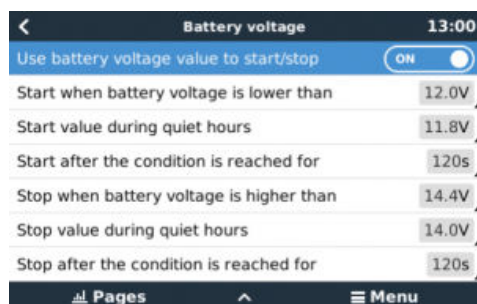 Battery voltage 13:00
Use battery voltage value to start/stop ON
Start when battery voltage is lower than 12.0V
Start value during quiet hours 11.8V
Start after the condition is reached for 120s
Stop when battery voltage is higher than 14.4V
Stop value during quiet hours 14.0V
Stop after the condition is reached for 120s
Pages Menu